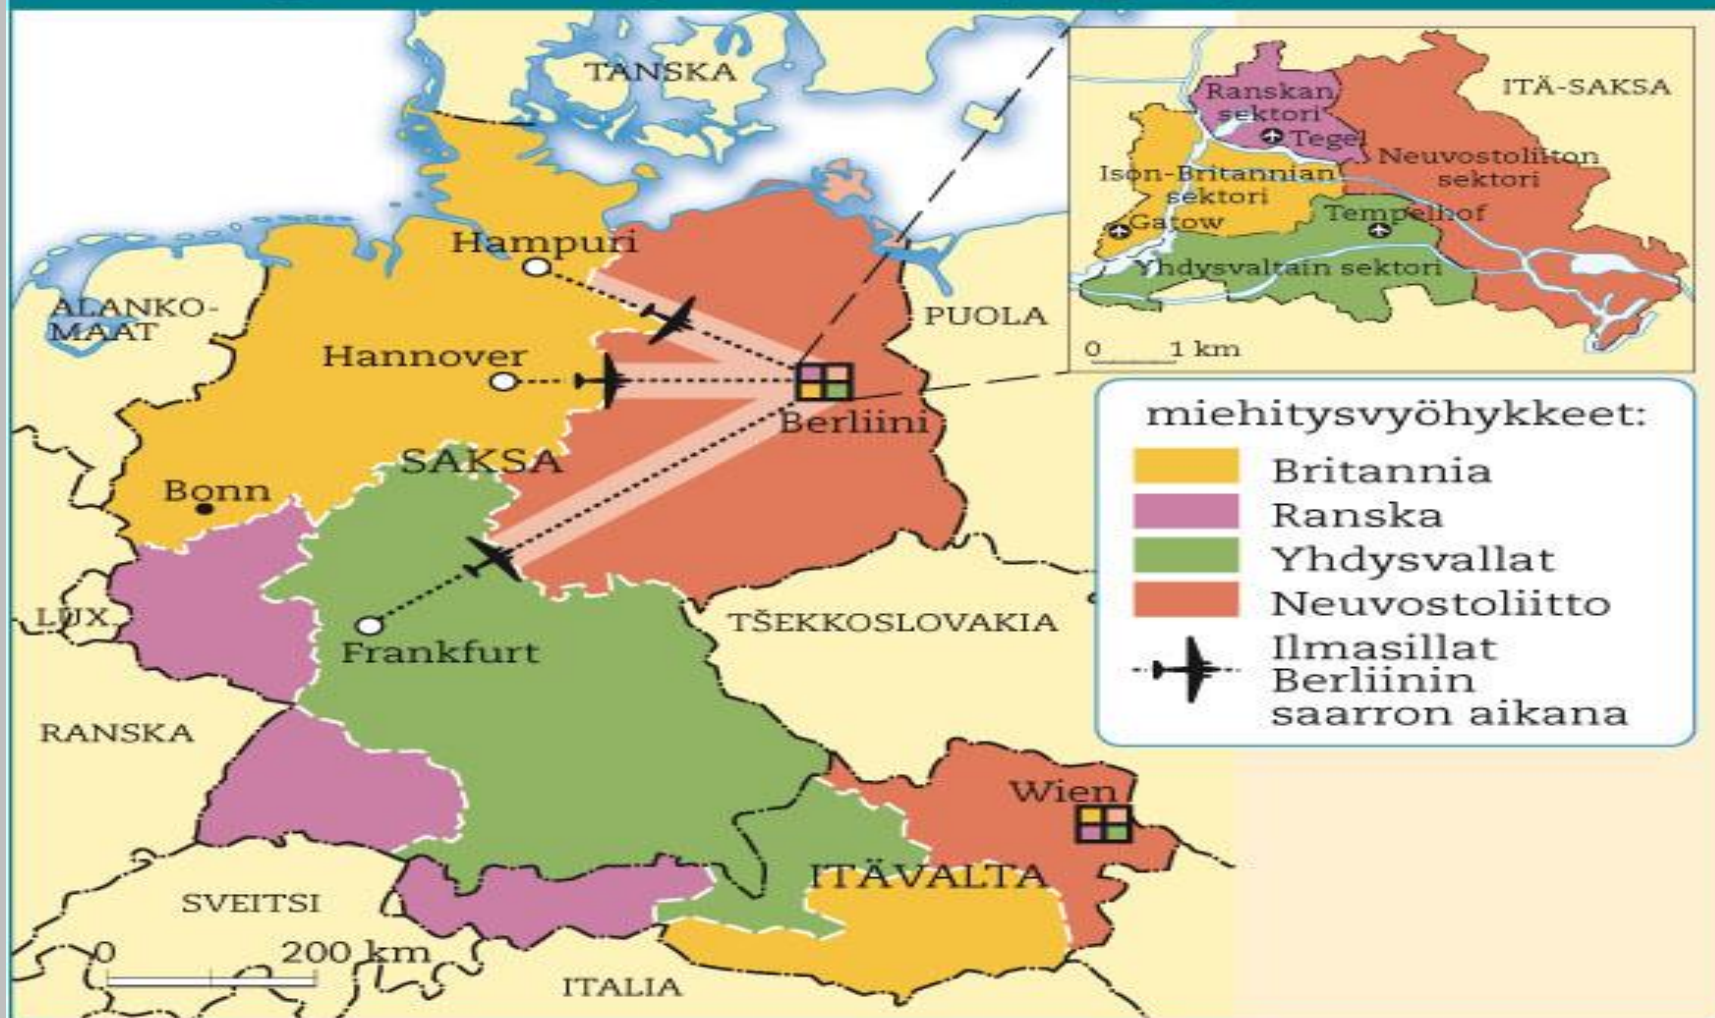 TANSKA
Hampuri
ALANKO-
MAAT
Hannover
PUOLA
Berliini
SAKSA
Bonn
LUX.
Frankfurt
TŠEKKOSLOVAKIA
RANSKA
Wien
ITÄVALTA
SVEITSI
0 200 km
ITALIA
ITÄ-SAKSA
Ranskan
sektori
Tegel
Neuvostoliiton
sektori
Ison-Britannian
sektori
Gatow
Tempelhof
Yhdysvaltain sektori
0 1 km
miehitysvyöhykkeet:
Britannia
Ranska
Yhdysvallat
Neuvostoliitto
Ilmasillat
Berliinin
saarron aikana